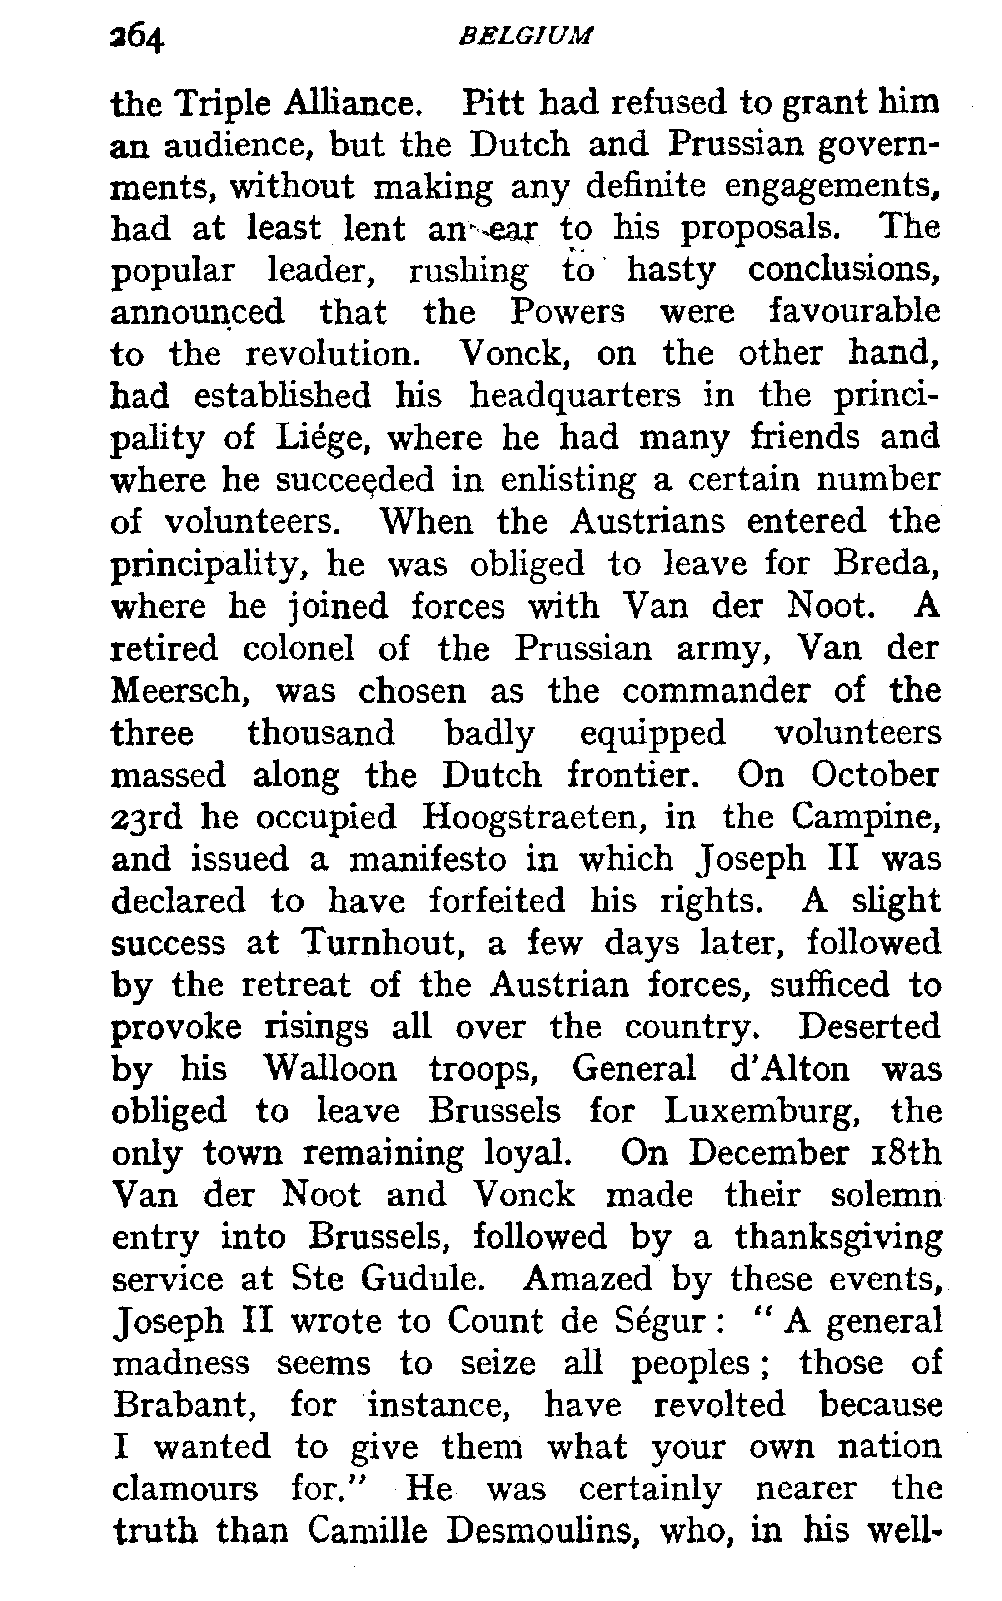 264 BELGIUM
the Triple Alliance. Pitt had refused to grant him
an audience, but the Dutch and Prussian govern-
ments, without making any definite engagements,
had at least lent an ear to his proposals. The
popular leader, rushing to hasty conclusions,
announced that the Powers were favourable
to the revolution. Vonck, on the other hand,
had established his headquarters in the princi-
pality of Liége, where he had many friends and
where he succeeded in enlisting a certain number
of volunteers. When the Austrians entered the
principality, he was obliged to leave for Breda,
where he joined forces with Van der Noot. A
retired colonel of the Prussian army, Van der
Meersch, was chosen as the commander of the
three thousand badly equipped volunteers
massed along the Dutch frontier. On October
23rd he occupied Hoogstraeten, in the Campine,
and issued a manifesto in which Joseph II was
declared to have forfeited his rights. A slight
success at Turnhout, a few days later, followed
by the retreat of the Austrian forces, sufficed to
provoke risings all over the country. Deserted
by his Walloon troops, General d'Alton was
obliged to leave Brussels for Luxemburg, the
only town remaining loyal. On December 18th
Van der Noot and Vonck made their solemn
entry into Brussels, followed by a thanksgiving
service at Ste Gudule. Amazed by these events,
Joseph II wrote to Count de Ségur : " A general
madness seems to seize all peoples ; those of
Brabant, for instance, have revolted because
I wanted to give them what your own nation
clamours for." He was certainly nearer the
truth than Camille Desmoulins, who, in his well-